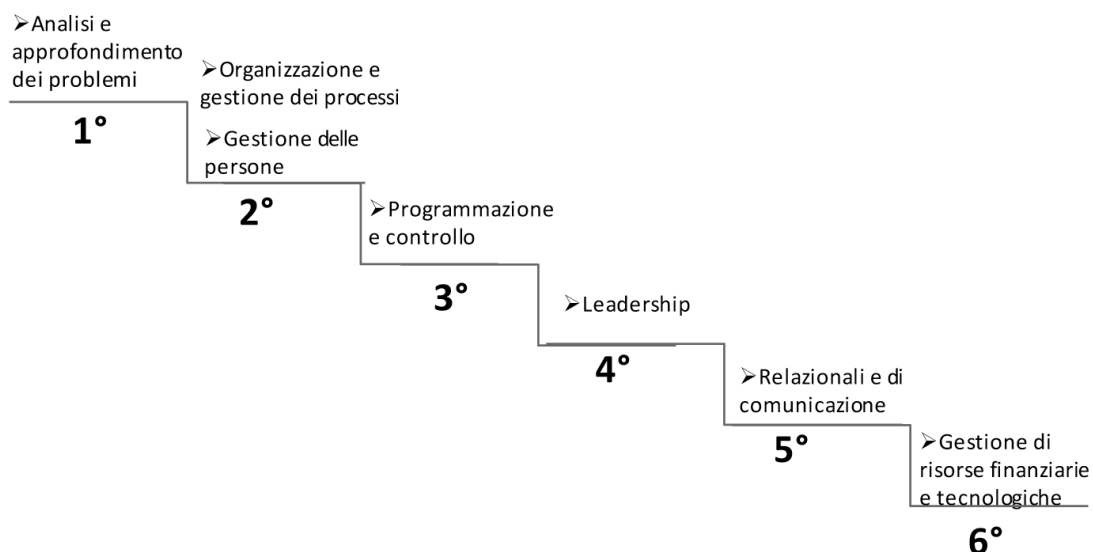 ➢Analisi e
approfondimento
dei problemi
1°
➢Organizzazione e
gestione dei processi
➢Gestione delle
persone
2°
➢Programmazione
e controllo
3°
➢Leadership
4°
➢Relazionali e di
comunicazione
5°
➢Gestione di
risorse finanziarie
e tecnologiche
6°